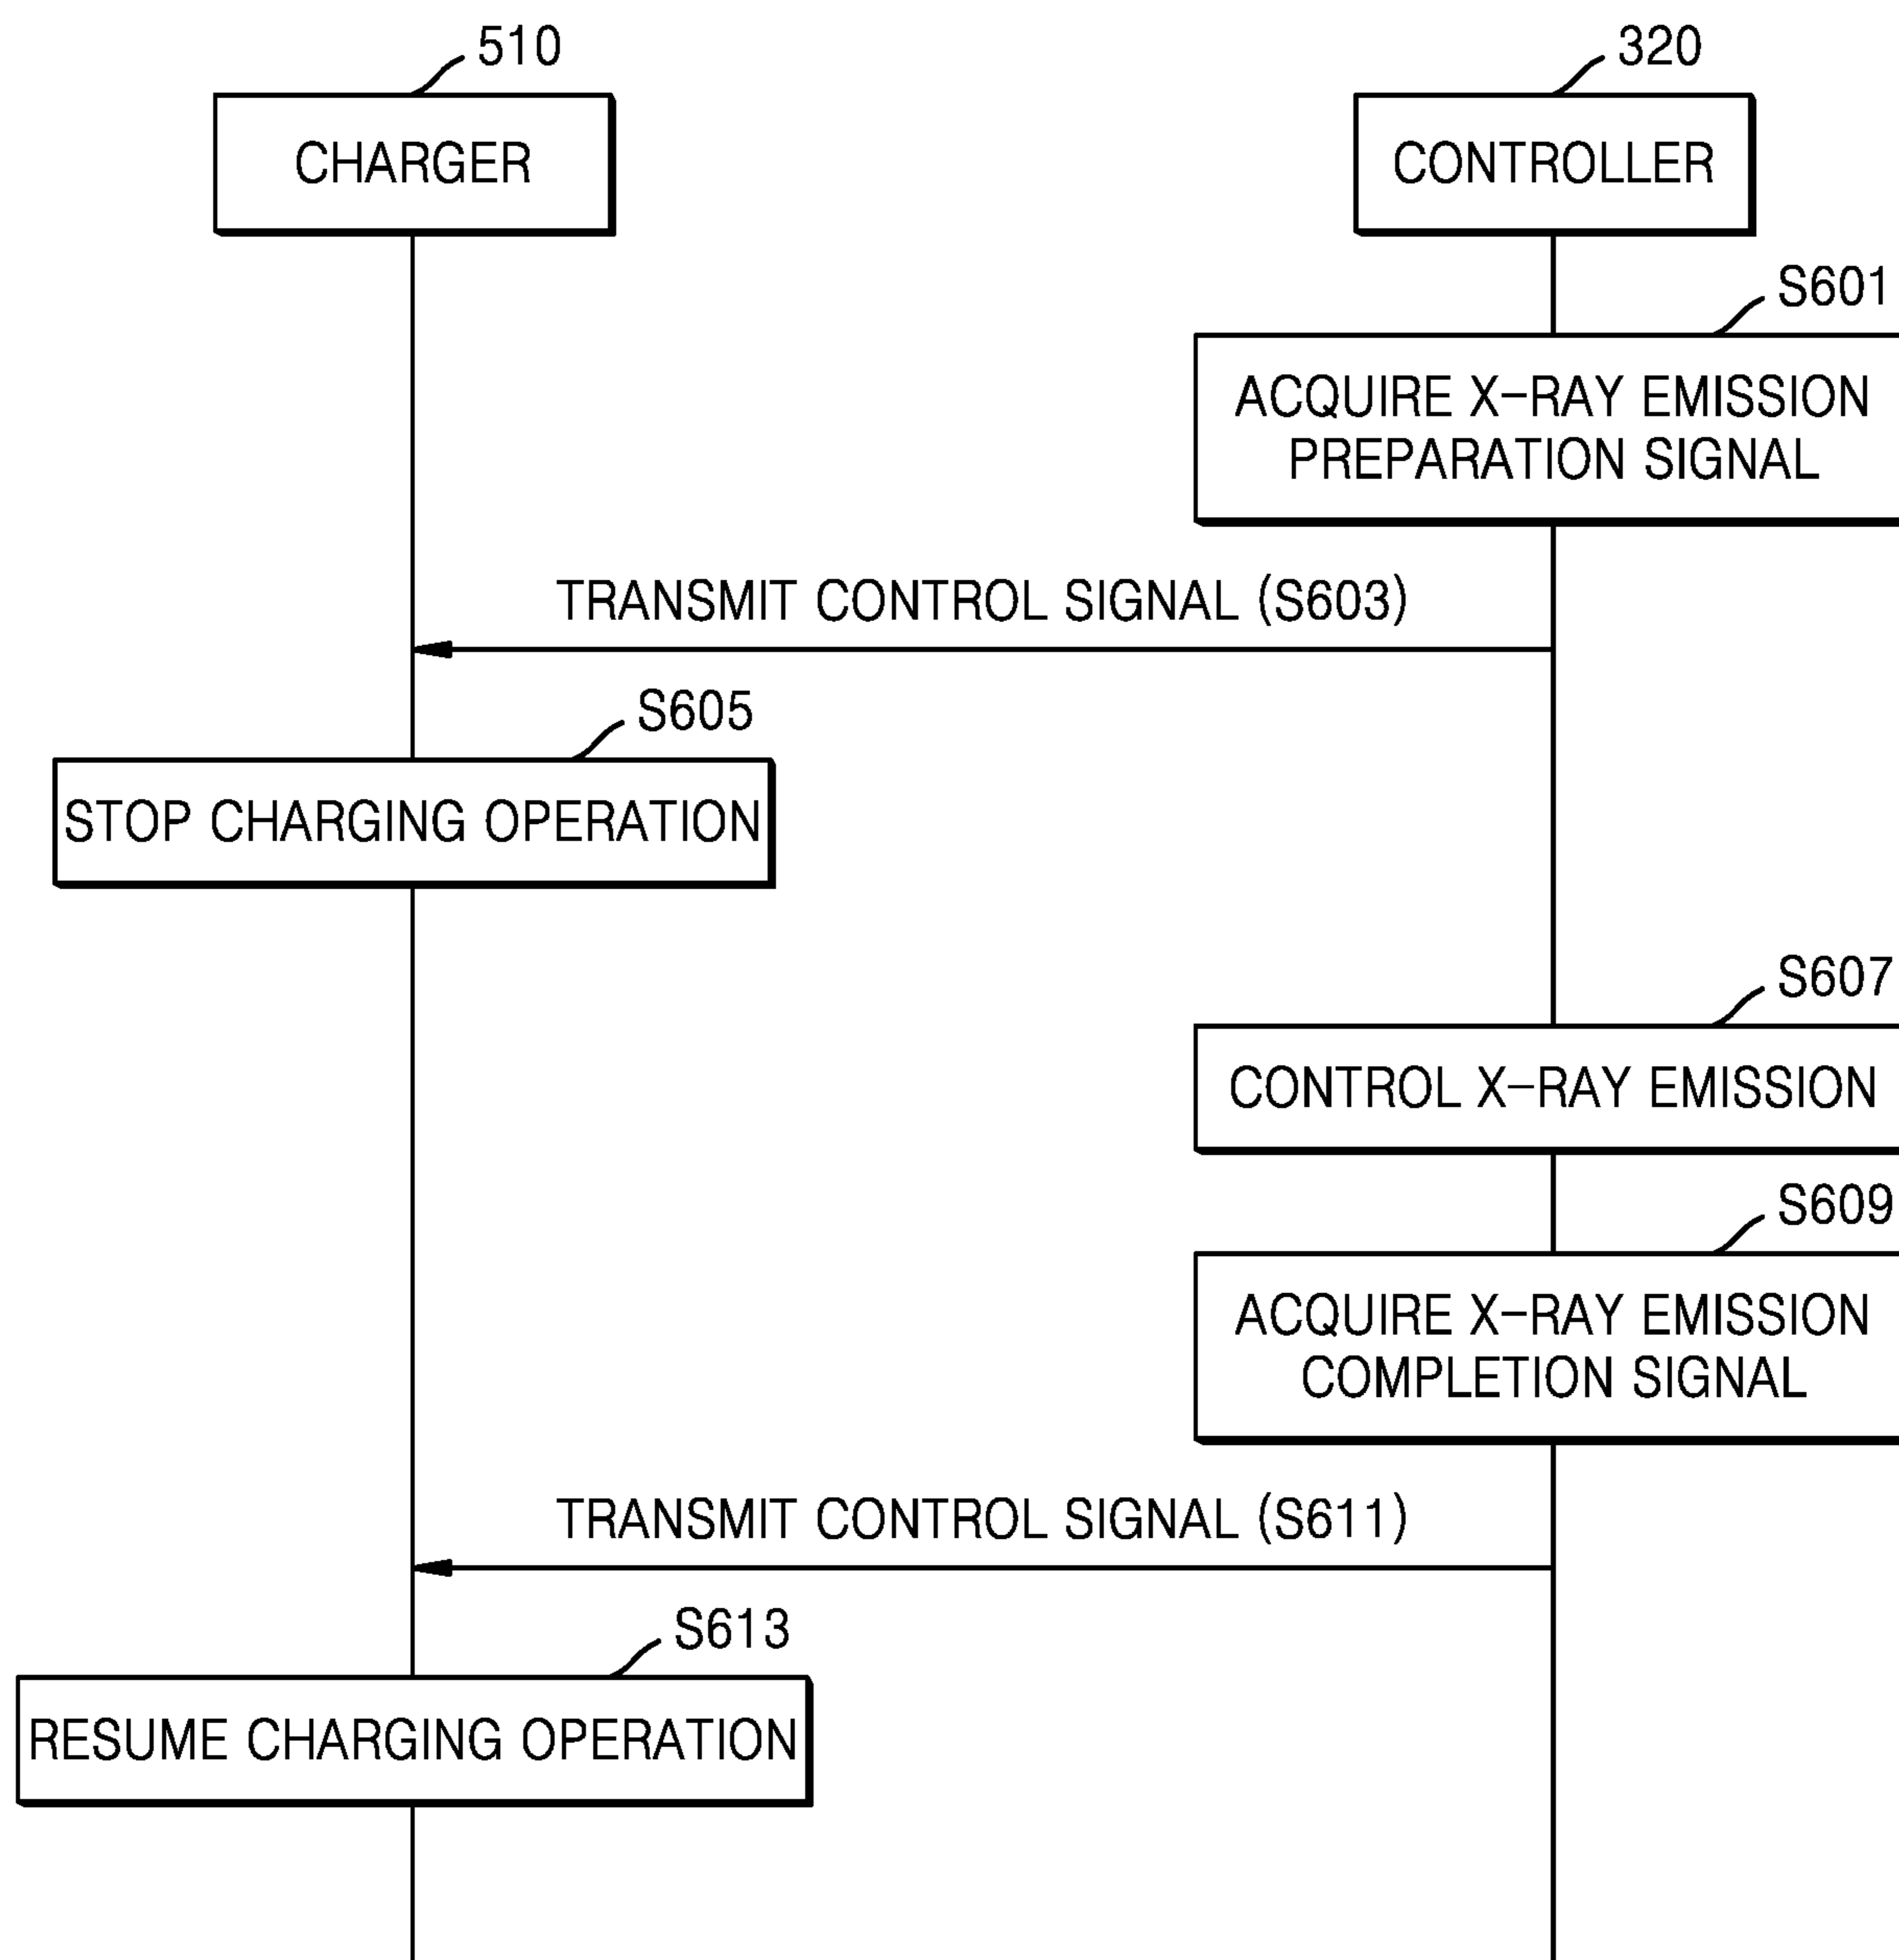 510
320
CHARGER
CONTROLLER
S601
ACQUIRE X-RAY EMISSION
PREPARATION SIGNAL
TRANSMIT CONTROL SIGNAL (S603)
S605
STOP CHARGING OPERATION
S607
CONTROL X-RAY EMISSION
S609
ACQUIRE X-RAY EMISSION
COMPLETION SIGNAL
TRANSMIT CONTROL SIGNAL (S611)
S613
RESUME CHARGING OPERATION